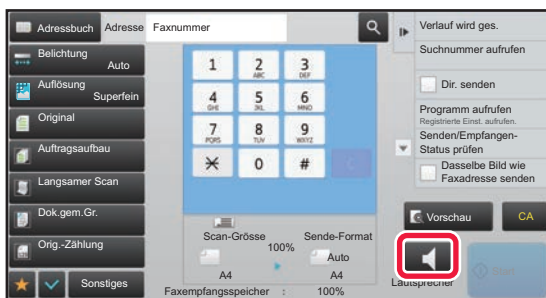 Adressbuch
Adresse
Faxnummer
Belichtung
Auto
Auflösung
Superfein
Original
Auftragsaufbau
Langsamer Scan
Dok.gem.Gr.
Orig.-Zählung
Sonstiges
1
2 ABC
3 DEF
4 GHI
5 JKL
6 MNO
7 PQRS
8 TUV
9 WXYZ
0
#
C
Scan-Grösse
100%
Sende-Format
Auto
A4
A4
Faxempfangsspeicher : 100%
Verlauf wird ges.
Suchnummer aufrufen
Dir. senden
Programm aufrufen
Registrierte Einst. aufrufen.
Senden/Empfangen-
Status prüfen
Dasselbe Bild wie
Faxadresse senden
Vorschau
CA
Lautsprecher
Start